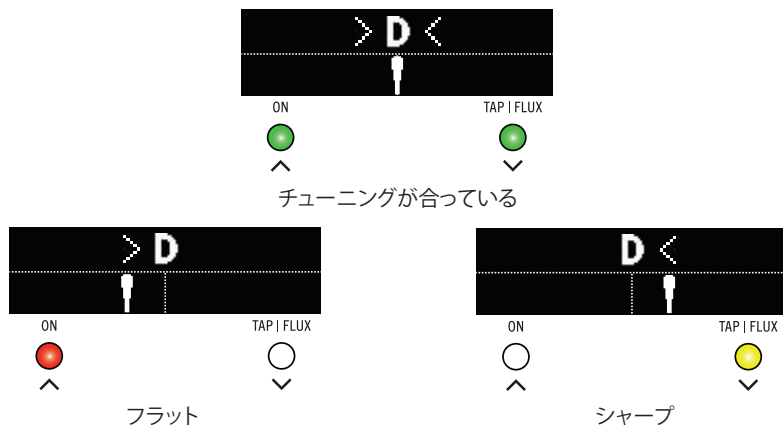 > D <
ON TAP | FLUX
チューニングが合っている
> D
ON TAP | FLUX
フラット
D <
ON TAP | FLUX
シャープ